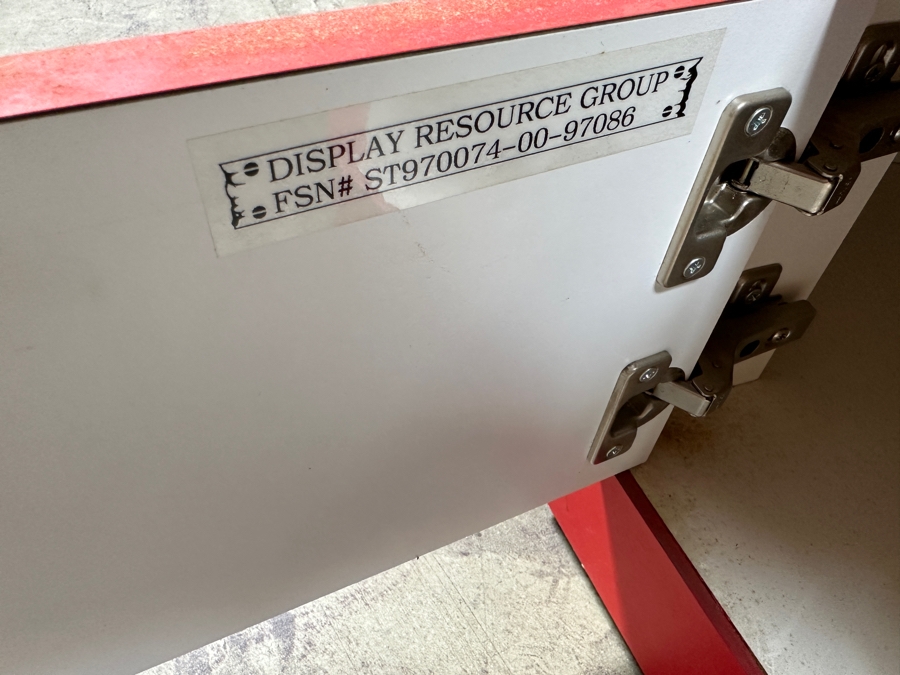 DISPLAY RESOURCE GROUP
FSN# ST970074-00-97086